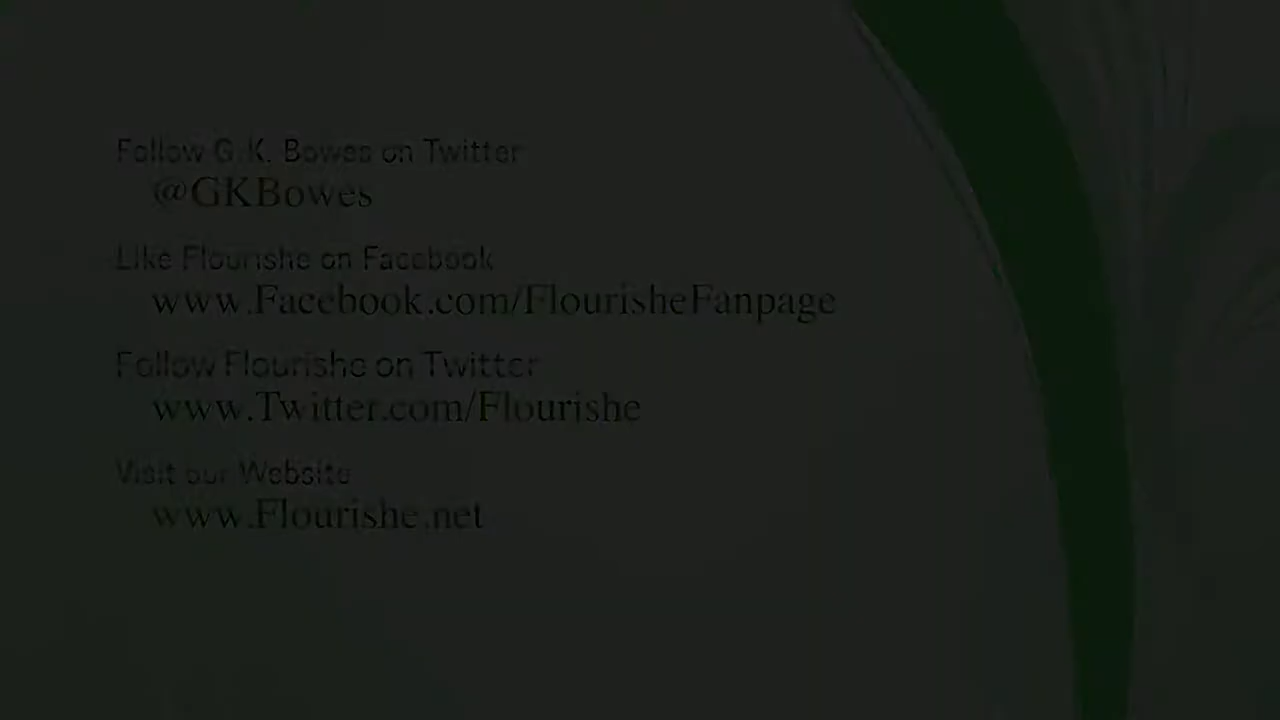 Follow G.K. Bowes on Twitter
@GKBowes
Like Flourishe on Facebook
www.Facebook.com/FlourisheFanpage
Follow Flourishe on Twitter
www.Twitter.com/Flourishe
Visit our Website
www.Flourishe.net